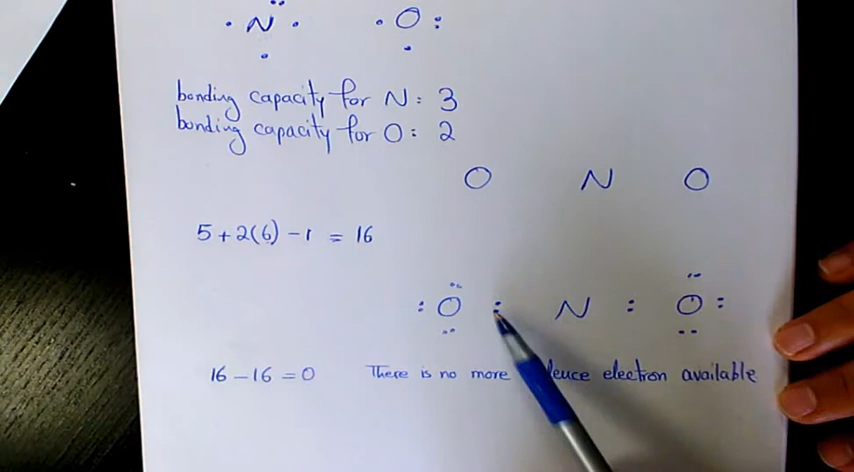 N O
bonding capacity for N: 3
bonding capacity for O: 2
O N O
5 + 2(6) - 1 = 16
:O: N : O:
16 - 16 = 0 There is no more electron available